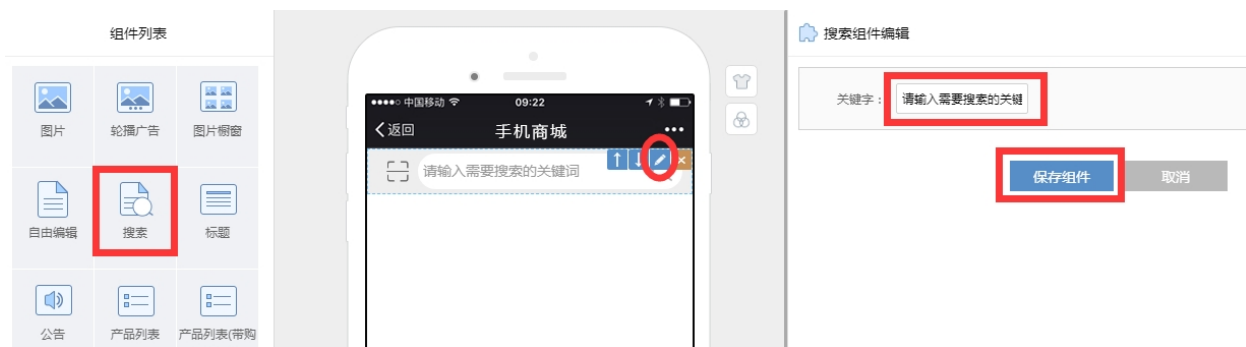 组件列表
图片
轮播广告
图片橱窗
自由编辑
搜索
标题
公告
产品列表
产品列表(带购
中国移动
09:22
返回
手机商城
请输入需要搜索的关键词
搜索组件编辑
关键字：
请输入需要搜索的关键
保存组件
取消